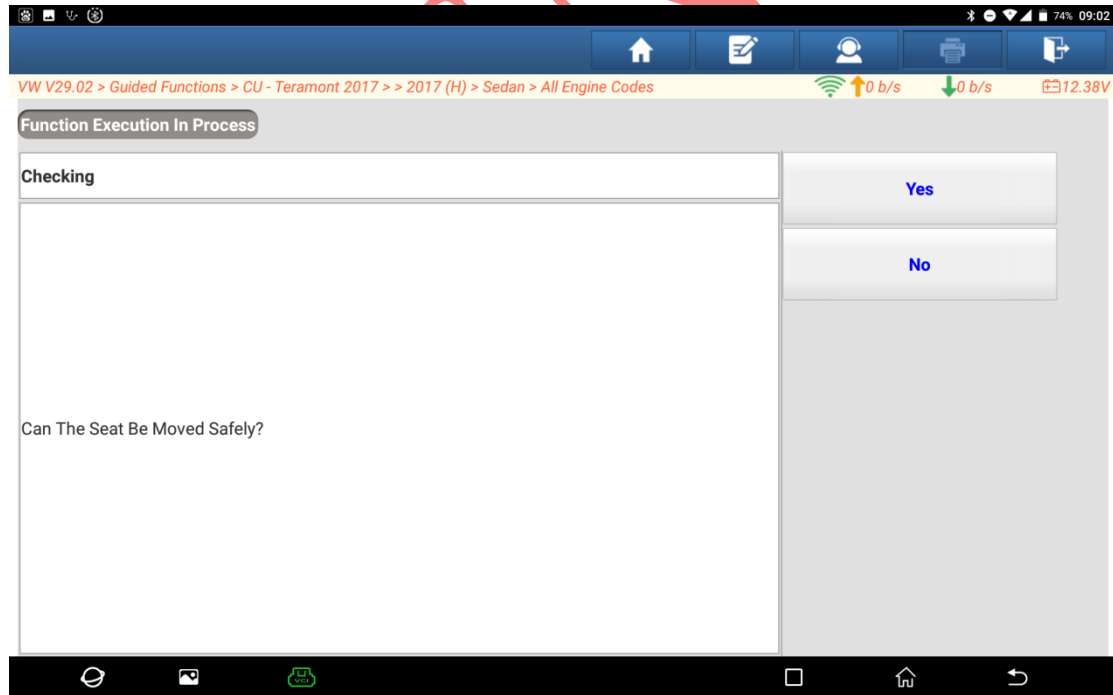 74% 09:02
VW V29.02 > Guided Functions > CU - Teramont 2017 > > 2017 (H) > Sedan > All Engine Codes
0 b/s
0 b/s
12.38V
Function Execution In Process
Checking
Yes
No
Can The Seat Be Moved Safely?
VCI